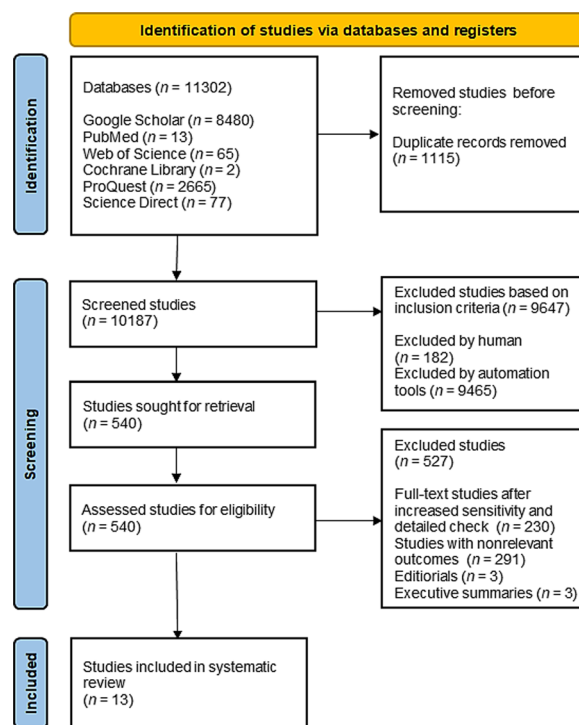 Identification of studies via databases and registers
Identification
Databases (n = 11302)
Google Scholar (n = 8480)
PubMed (n = 13)
Web of Science (n = 65)
Cochrane Library (n = 2)
ProQuest (n = 2665)
Science Direct (n = 77)
Removed studies before
screening:
Duplicate records removed
(n = 1115)
Screening
Screened studies
(n = 10187)
Excluded studies based on
inclusion criteria (n = 9647)
Excluded by human
(n = 182)
Excluded by automation
tools (n = 9465)
Studies sought for retrieval
(n = 540)
Assessed studies for eligibility
(n = 540)
Excluded studies
(n = 527)
Full-text studies after
increased sensitivity and
detailed check (n = 230)
Studies with nonrelevant
outcomes (n = 291)
Editiorials (n = 3)
Executive summaries (n = 3)
Included
Studies included in systematic
review
(n = 13)